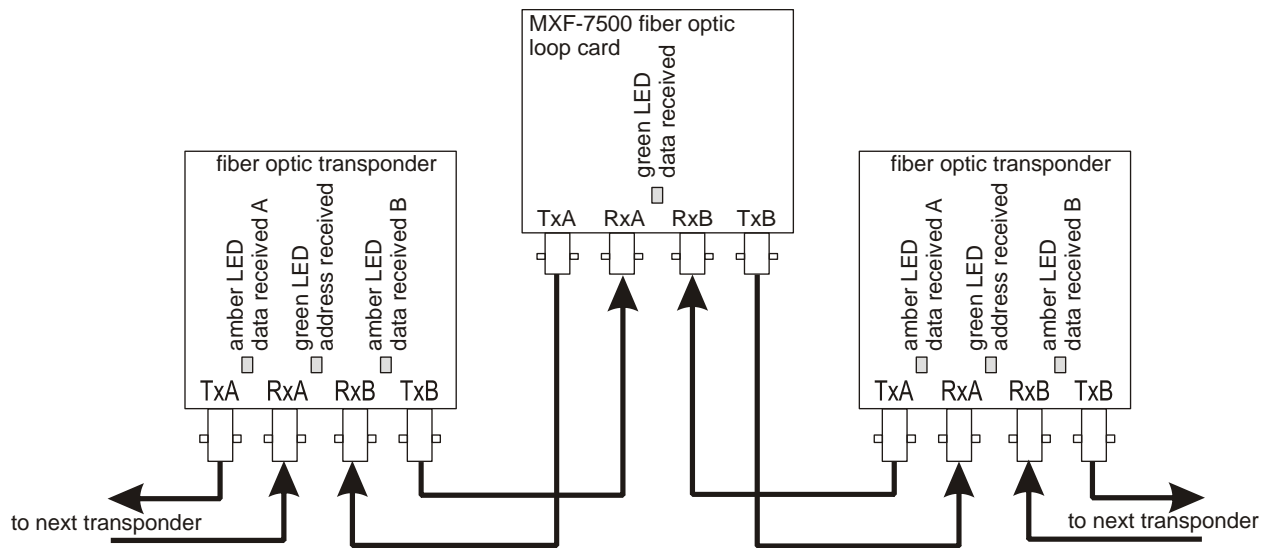 MXF-7500 fiber optic
loop card
green LED
data received
TxA RxA RxB TxB
fiber optic transponder
amber LED
data received A
green LED
address received
amber LED
data received B
TxA RxA RxB TxB
to next transponder
fiber optic transponder
amber LED
data received A
green LED
address received
amber LED
data received B
TxA RxA RxB TxB
to next transponder